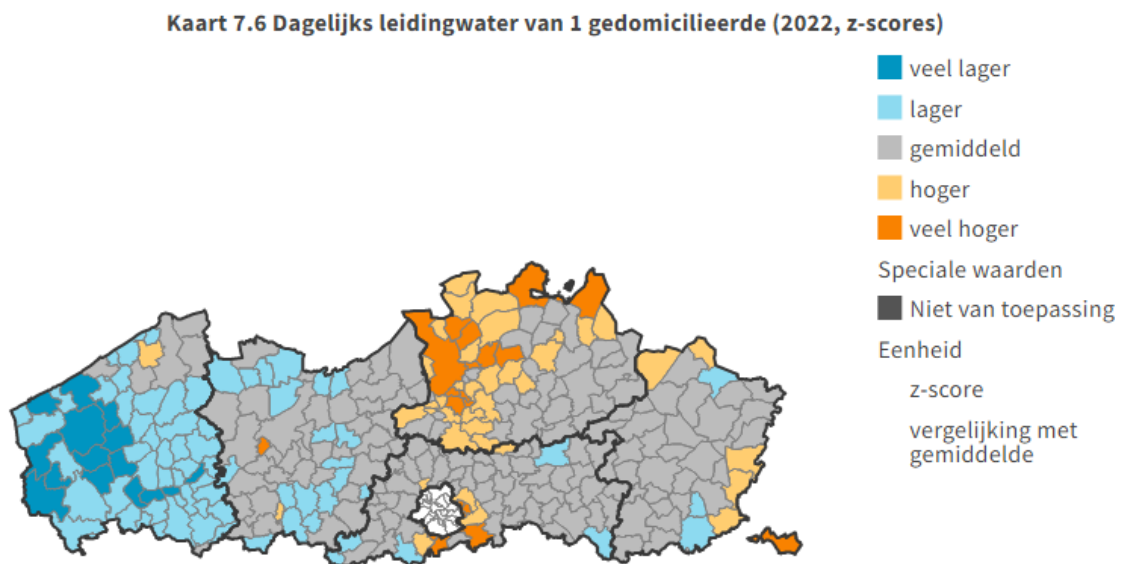 Kaart 7.6 Dagelijks leidingwater van 1 gedomicilieerde (2022, z-scores)
veel lager
lager
gemiddeld
hoger
veel hoger
Speciale waarden
Niet van toepassing
Eenheid
z-score
vergelijking met
gemiddelde